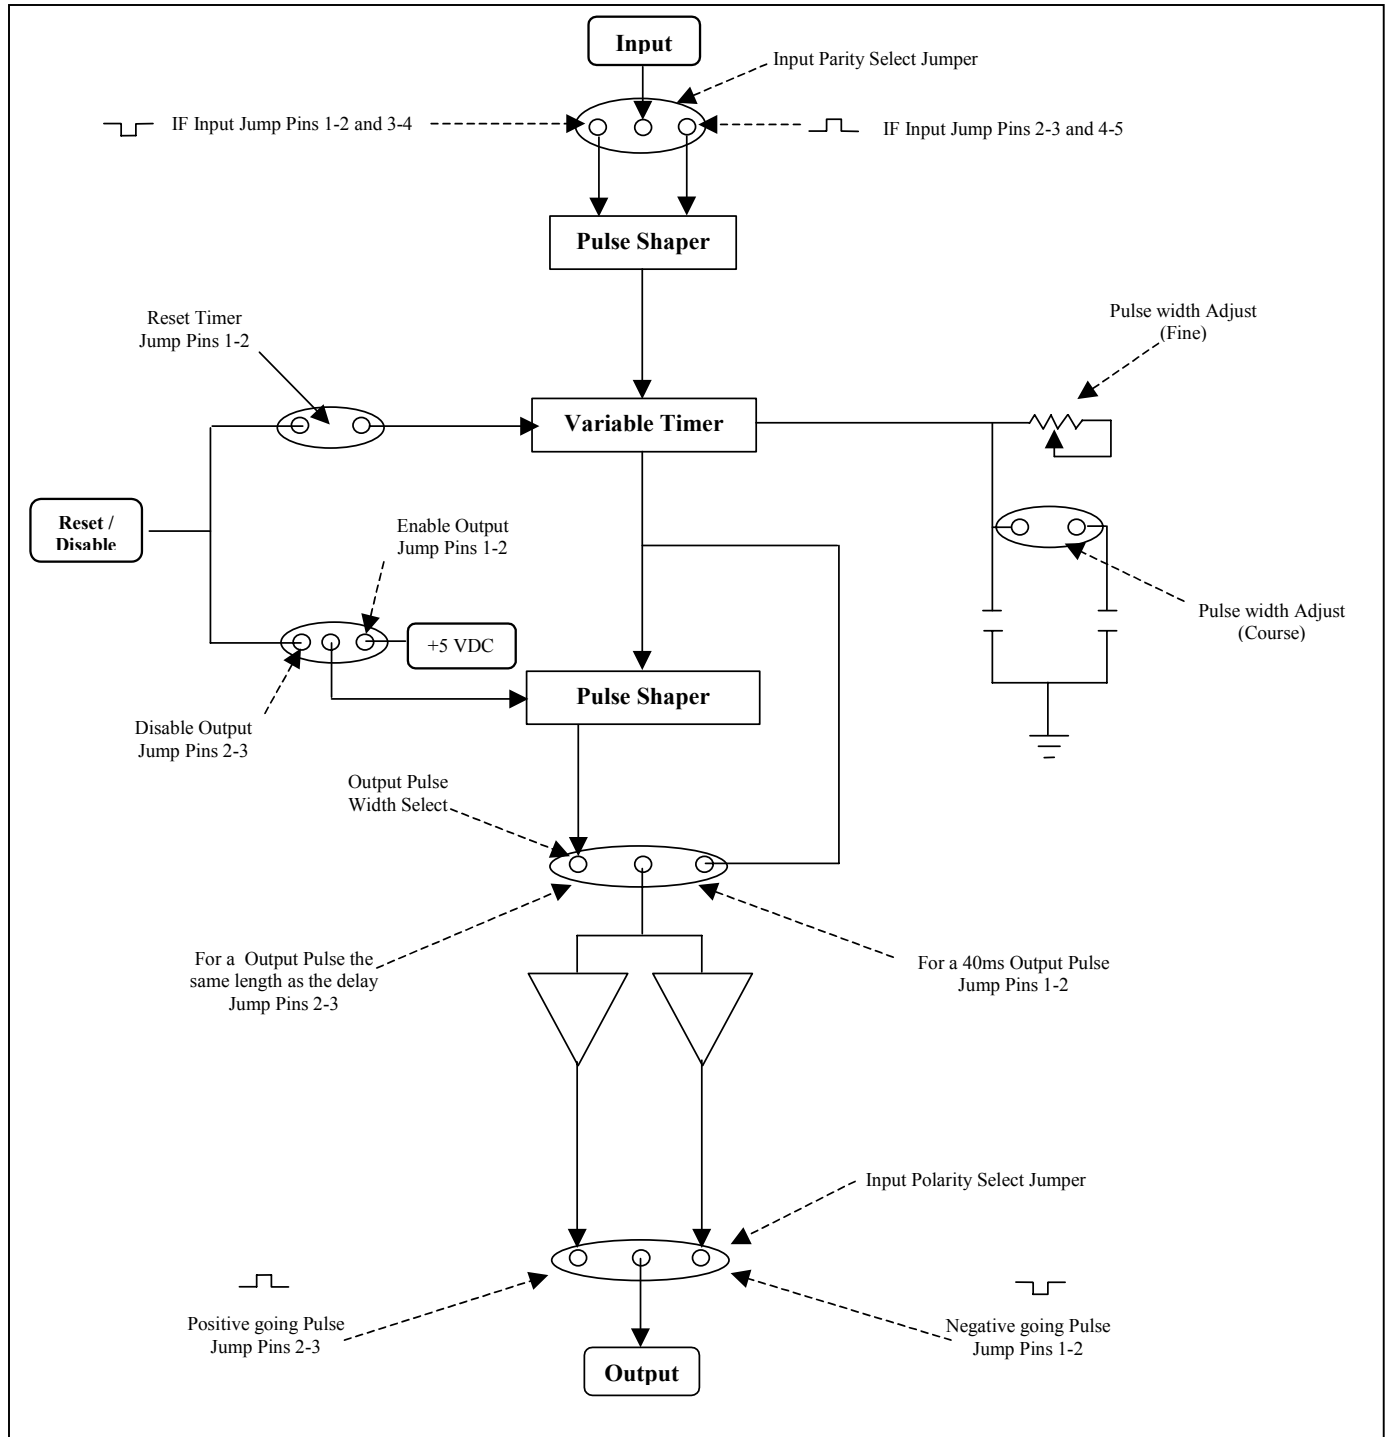 Input
Input Parity Select Jumper
IF Input Jump Pins 1-2 and 3-4
IF Input Jump Pins 2-3 and 4-5
Pulse Shaper
Reset Timer
Jump Pins 1-2
Pulse width Adjust
(Fine)
Variable Timer
Reset /
Disable
Enable Output
Jump Pins 1-2
Pulse width Adjust
(Course)
+5 VDC
Pulse Shaper
Disable Output
Jump Pins 2-3
Output Pulse
Width Select
For a Output Pulse the
same length as the delay
Jump Pins 2-3
For a 40ms Output Pulse
Jump Pins 1-2
Input Polarity Select Jumper
Positive going Pulse
Jump Pins 2-3
Negative going Pulse
Jump Pins 1-2
Output